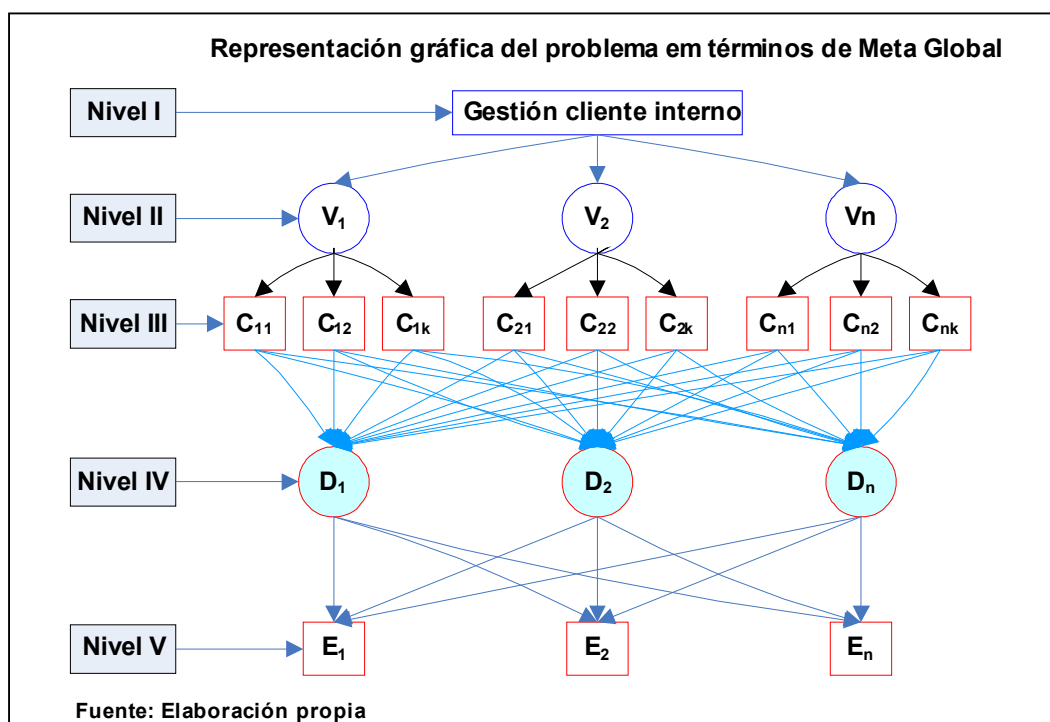 Representación gráfica del problema em términos de Meta Global
Nivel I
Gestión cliente interno
Nivel II
V₁
V₂
Vn
Nivel III
C₁₁
C₁₂
C₁ₖ
C₂₁
C₂₂
C₂ₖ
Cₙ₁
Cₙ₂
Cₙₖ
Nivel IV
D₁
D₂
Dₙ
Nivel V
E₁
E₂
Eₙ
Fuente: Elaboración propia